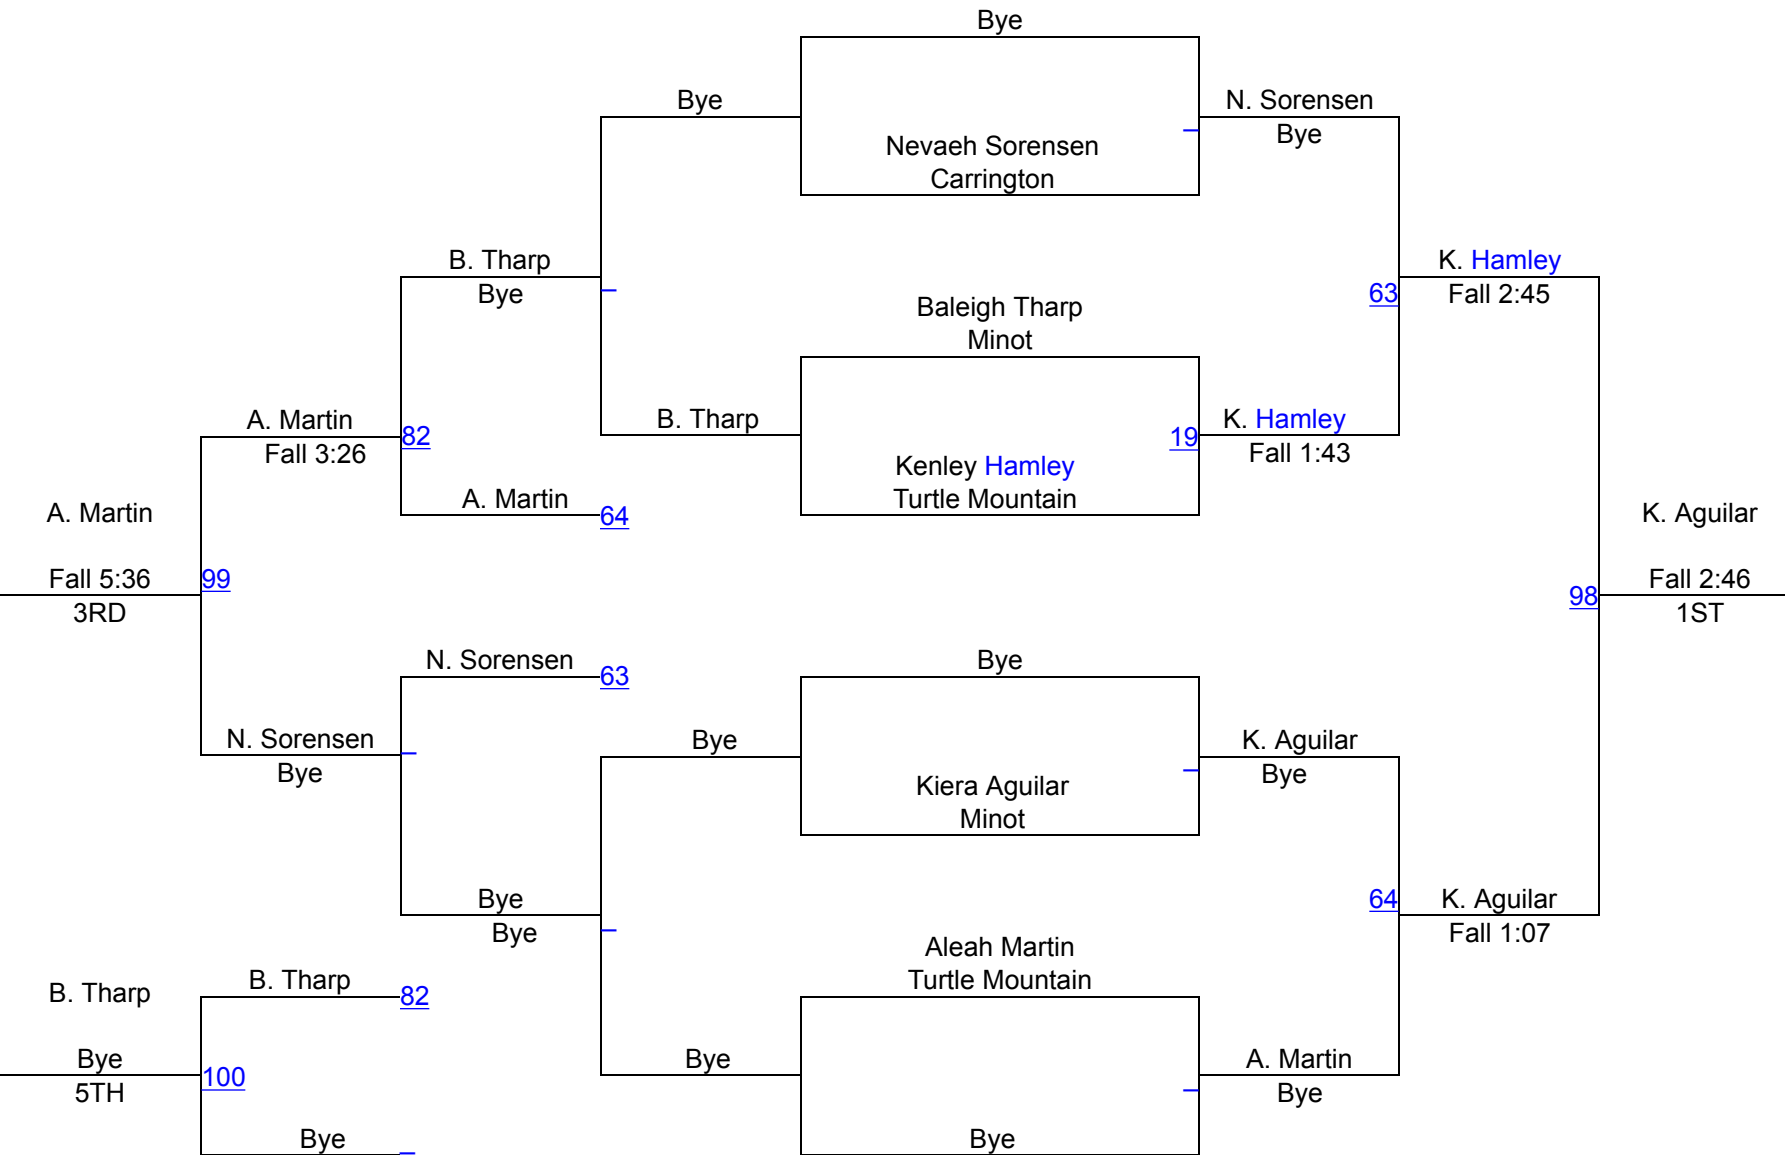 Bye
Bye
N. Sorensen
Bye
Nevaeh Sorensen
Carrington
B. Tharp
Bye
K. Hamley
Fall 2:45
63
Baleigh Tharp
Minot
A. Martin
Fall 3:26
82
B. Tharp
19
K. Hamley
Fall 1:43
Kenley Hamley
Turtle Mountain
A. Martin
64
A. Martin
Fall 5:36
3RD
99
K. Aguilar
Fall 2:46
1ST
98
N. Sorensen
63
Bye
N. Sorensen
Bye
Bye
K. Aguilar
Bye
Kiera Aguilar
Minot
Bye
Bye
64
K. Aguilar
Fall 1:07
Aleah Martin
Turtle Mountain
B. Tharp
Bye
5TH
B. Tharp
82
100
Bye
A. Martin
Bye
Bye
Bye